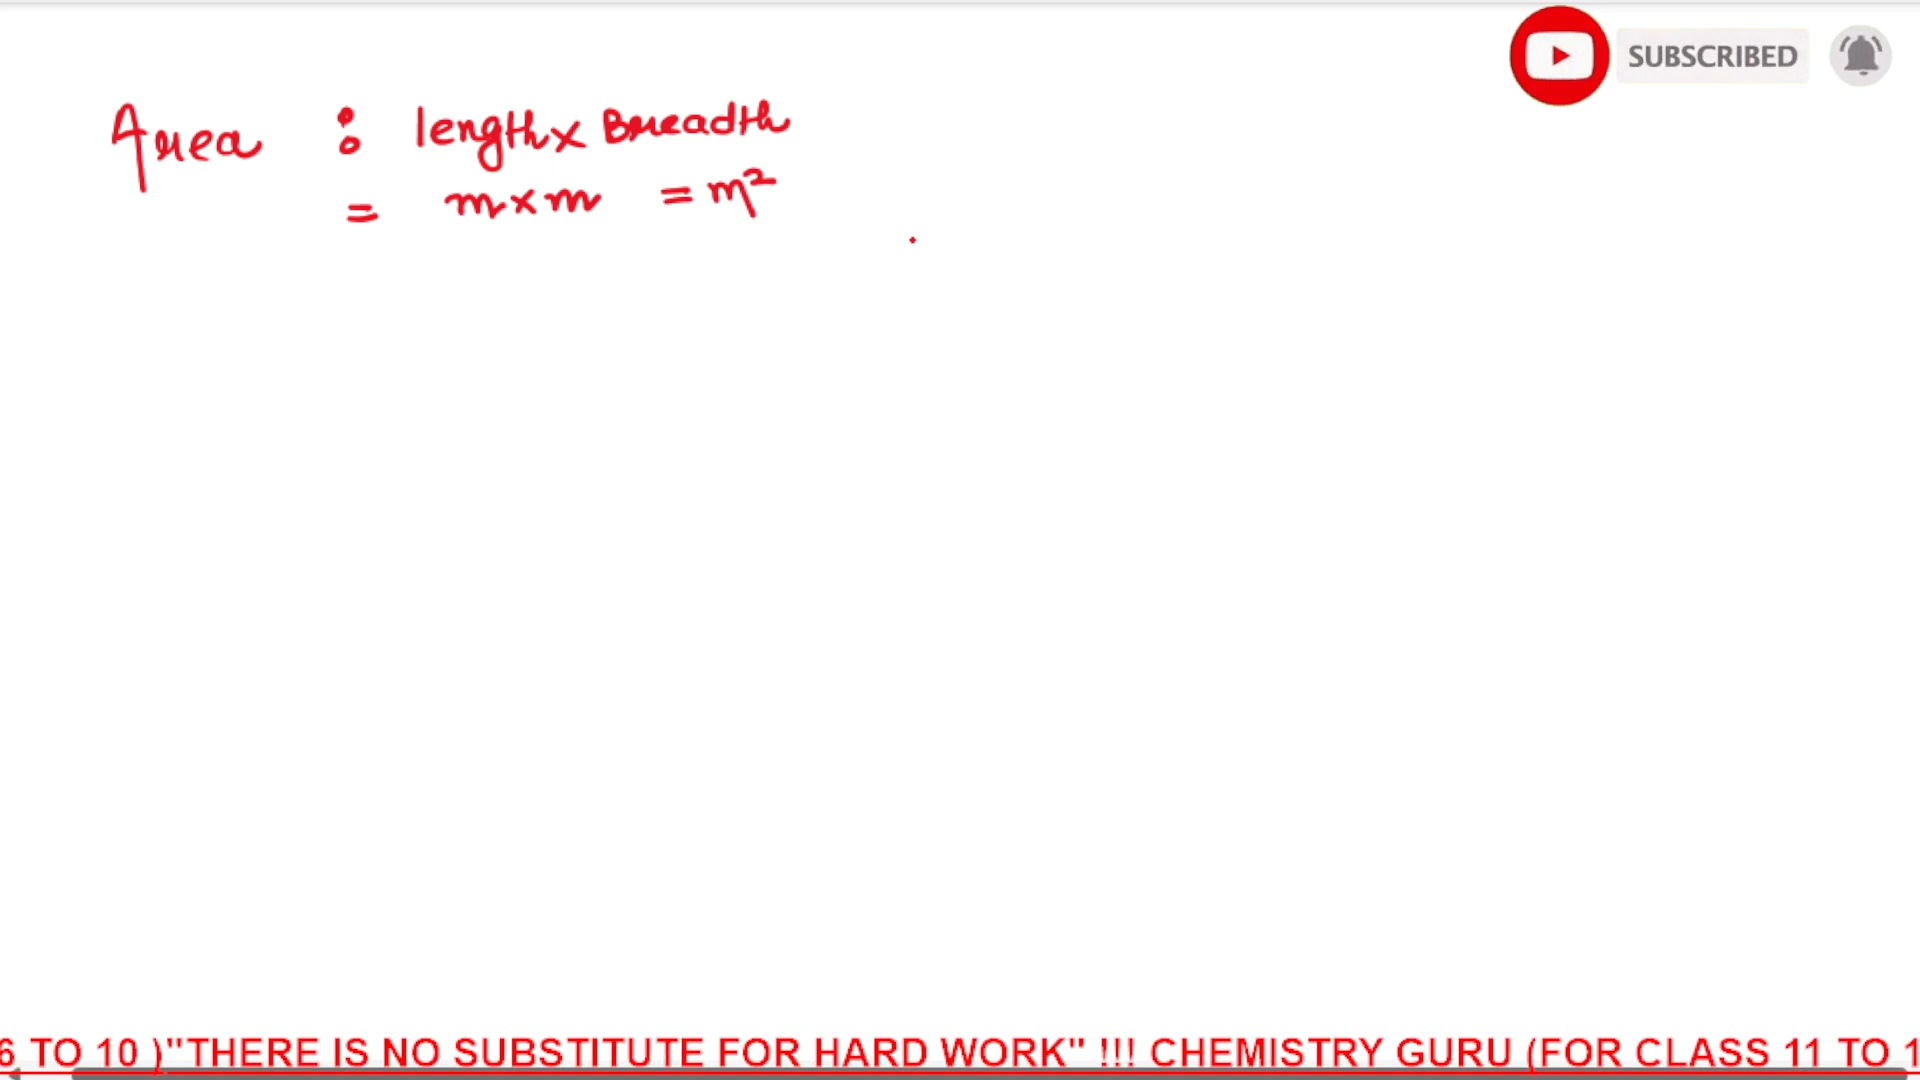 SUBSCRIBED
Area : length x Breadth
= m x m = m²
6 TO 10 )"THERE IS NO SUBSTITUTE FOR HARD WORK" !!! CHEMISTRY GURU (FOR CLASS 11 TO 1